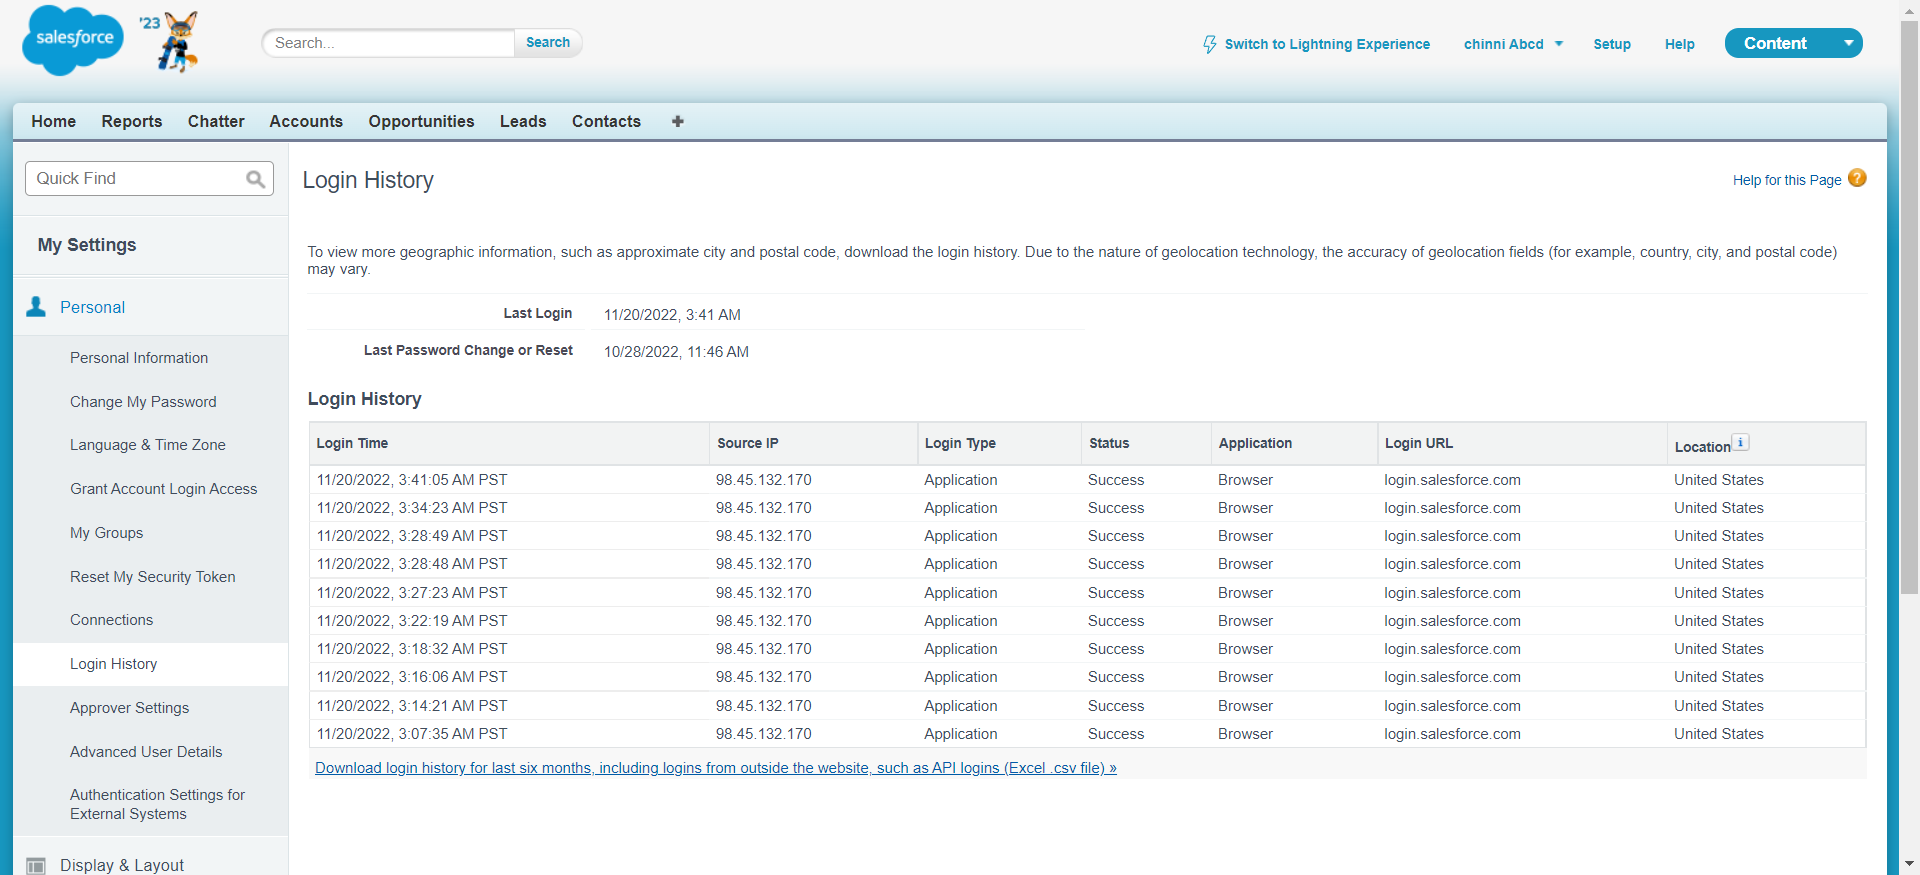 salesforce '23 Search... Search Switch to Lightning Experience chinni Abcd Setup Help Content
Home Reports Chatter Accounts Opportunities Leads Contacts +
Quick Find
My Settings
Personal
Personal Information
Change My Password
Language & Time Zone
Grant Account Login Access
My Groups
Reset My Security Token
Connections
Login History
Approver Settings
Advanced User Details
Authentication Settings for
External Systems
Display & Layout
Login History
Help for this Page ?
To view more geographic information, such as approximate city and postal code, download the login history. Due to the nature of geolocation technology, the accuracy of geolocation fields (for example, country, city, and postal code)
may vary.
Last Login 11/20/2022, 3:41 AM
Last Password Change or Reset 10/28/2022, 11:46 AM
Login History
Login Time Source IP Login Type Status Application Login URL Location i
11/20/2022, 3:41:05 AM PST 98.45.132.170 Application Success Browser login.salesforce.com United States
11/20/2022, 3:34:23 AM PST 98.45.132.170 Application Success Browser login.salesforce.com United States
11/20/2022, 3:28:49 AM PST 98.45.132.170 Application Success Browser login.salesforce.com United States
11/20/2022, 3:28:48 AM PST 98.45.132.170 Application Success Browser login.salesforce.com United States
11/20/2022, 3:27:23 AM PST 98.45.132.170 Application Success Browser login.salesforce.com United States
11/20/2022, 3:22:19 AM PST 98.45.132.170 Application Success Browser login.salesforce.com United States
11/20/2022, 3:18:32 AM PST 98.45.132.170 Application Success Browser login.salesforce.com United States
11/20/2022, 3:16:06 AM PST 98.45.132.170 Application Success Browser login.salesforce.com United States
11/20/2022, 3:14:21 AM PST 98.45.132.170 Application Success Browser login.salesforce.com United States
11/20/2022, 3:07:35 AM PST 98.45.132.170 Application Success Browser login.salesforce.com United States
Download login history for last six months, including logins from outside the website, such as API logins (Excel .csv file) »